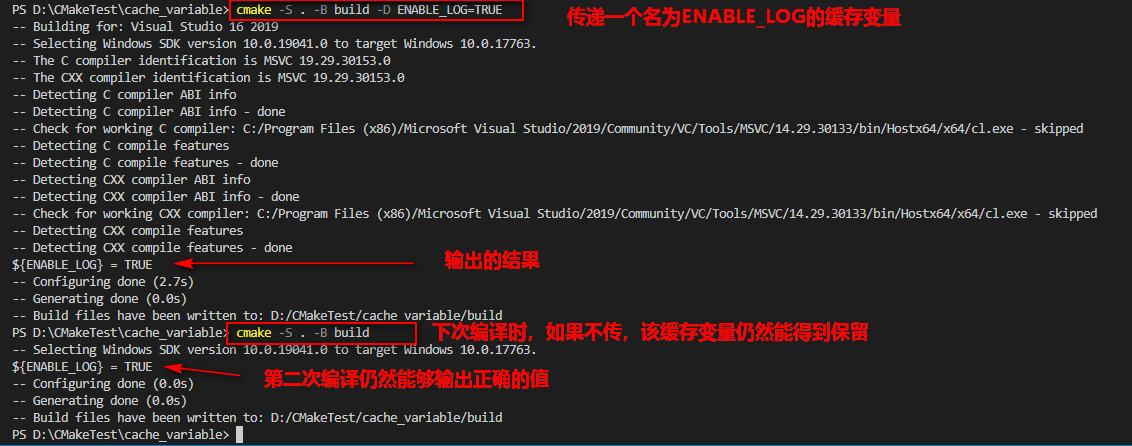 PS D:\CMakeTest\cache_variable> cmake -S . -B build -D ENABLE_LOG=TRUE 传递一个名为ENABLE_LOG的缓存变量
-- Building for: Visual Studio 16 2019
-- Selecting Windows SDK version 10.0.19041.0 to target Windows 10.0.17763.
-- The C compiler identification is MSVC 19.29.30153.0
-- The CXX compiler identification is MSVC 19.29.30153.0
-- Detecting C compiler ABI info
-- Detecting C compiler ABI info - done
-- Check for working C compiler: C:/Program Files (x86)/Microsoft Visual Studio/2019/Community/VC/Tools/MSVC/14.29.30133/bin/Hostx64/x64/cl.exe - skipped
-- Detecting C compile features
-- Detecting C compile features - done
-- Detecting CXX compiler ABI info
-- Detecting CXX compiler ABI info - done
-- Check for working CXX compiler: C:/Program Files (x86)/Microsoft Visual Studio/2019/Community/VC/Tools/MSVC/14.29.30133/bin/Hostx64/x64/cl.exe - skipped
-- Detecting CXX compile features
-- Detecting CXX compile features - done
${ENABLE_LOG} = TRUE 输出的结果
-- Configuring done (2.7s)
-- Generating done (0.0s)
-- Build files have been written to: D:/CMakeTest/cache_variable/build
PS D:\CMakeTest\cache_variable> cmake -S . -B build 下次编译时，如果不传，该缓存变量仍然能得到保留
-- Selecting Windows SDK version 10.0.19041.0 to target Windows 10.0.17763.
${ENABLE_LOG} = TRUE 第二次编译仍然能够输出正确的值
-- Configuring done (0.0s)
-- Generating done (0.0s)
-- Build files have been written to: D:/CMakeTest/cache_variable/build
PS D:\CMakeTest\cache_variable>